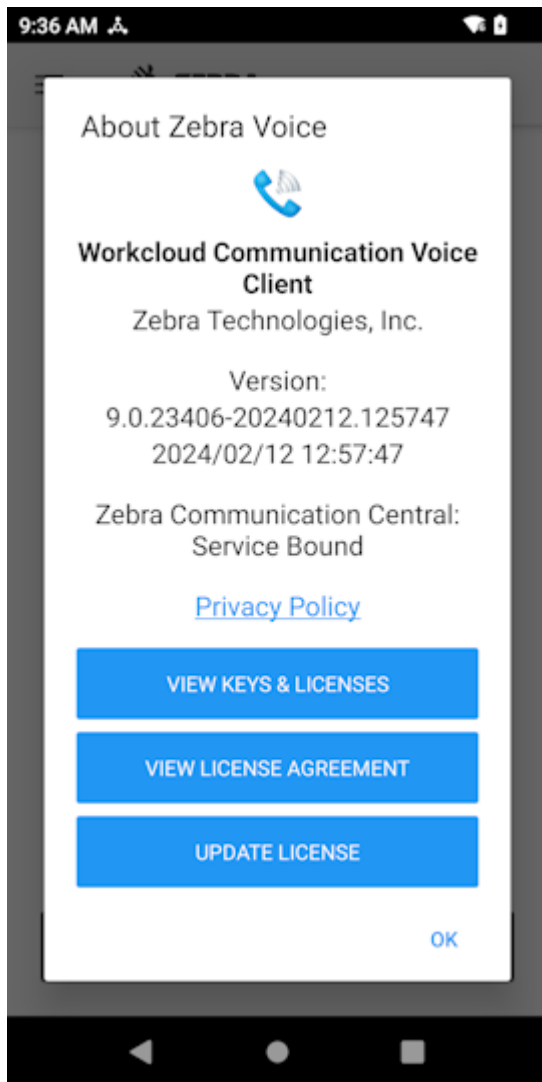 9:36 AM
About Zebra Voice
Workcloud Communication Voice
Client
Zebra Technologies, Inc.
Version:
9.0.23406-20240212.125747
2024/02/12 12:57:47
Zebra Communication Central:
Service Bound
Privacy Policy
VIEW KEYS & LICENSES
VIEW LICENSE AGREEMENT
UPDATE LICENSE
OK